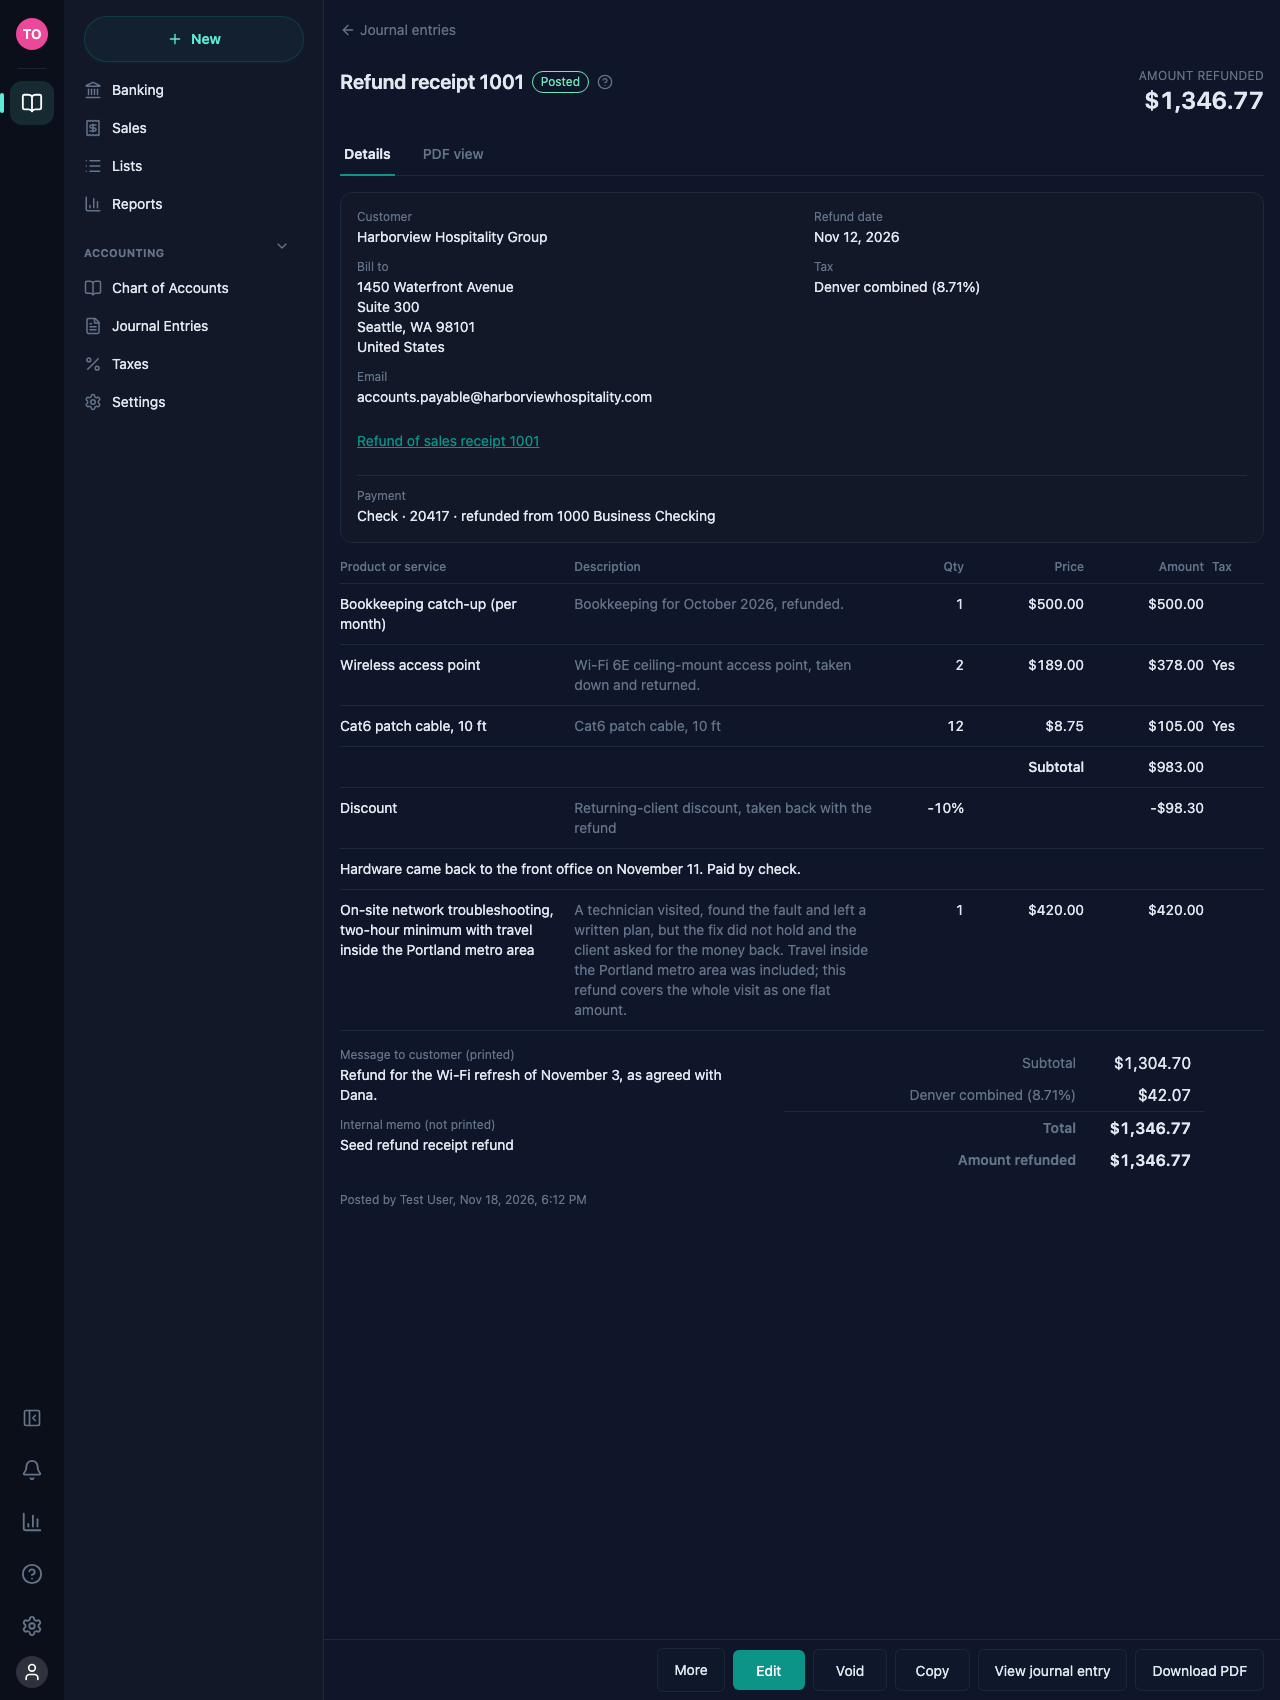 TO
New
Banking
Sales
Lists
Reports
ACCOUNTING
Chart of Accounts
Journal Entries
Taxes
Settings
Journal entries
Refund receipt 1001
Posted
AMOUNT REFUNDED
$1,346.77
Details
PDF view
Customer
Harborview Hospitality Group
Refund date
Nov 12, 2026
Bill to
1450 Waterfront Avenue
Suite 300
Seattle, WA 98101
United States
Tax
Denver combined (8.71%)
Email
accounts.payable@harborviewhospitality.com
Refund of sales receipt 1001
Payment
Check · 20417 · refunded from 1000 Business Checking
Product or service Description Qty Price Amount Tax
Bookkeeping catch-up (per Bookkeeping for October 2026, refunded. 1 $500.00 $500.00
month)
Wireless access point Wi-Fi 6E ceiling-mount access point, taken 2 $189.00 $378.00 Yes
down and returned.
Cat6 patch cable, 10 ft Cat6 patch cable, 10 ft 12 $8.75 $105.00 Yes
Subtotal $983.00
Discount Returning-client discount, taken back with the -10% -$98.30
refund
Hardware came back to the front office on November 11. Paid by check.
On-site network troubleshooting, A technician visited, found the fault and left a 1 $420.00 $420.00
two-hour minimum with travel written plan, but the fix did not hold and the
inside the Portland metro area client asked for the money back. Travel inside
the Portland metro area was included; this
refund covers the whole visit as one flat
amount.
Message to customer (printed)
Refund for the Wi-Fi refresh of November 3, as agreed with
Dana.
Internal memo (not printed)
Seed refund receipt refund
Subtotal $1,304.70
Denver combined (8.71%) $42.07
Total $1,346.77
Amount refunded $1,346.77
Posted by Test User, Nov 18, 2026, 6:12 PM
More
Edit
Void
Copy
View journal entry
Download PDF